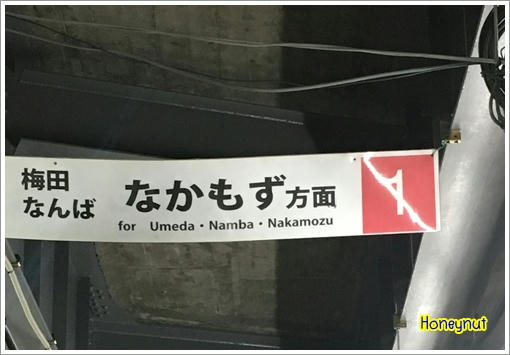 梅田
なんば
なかもず方面
for Umeda・Namba・Nakamozu
1
Honeynut